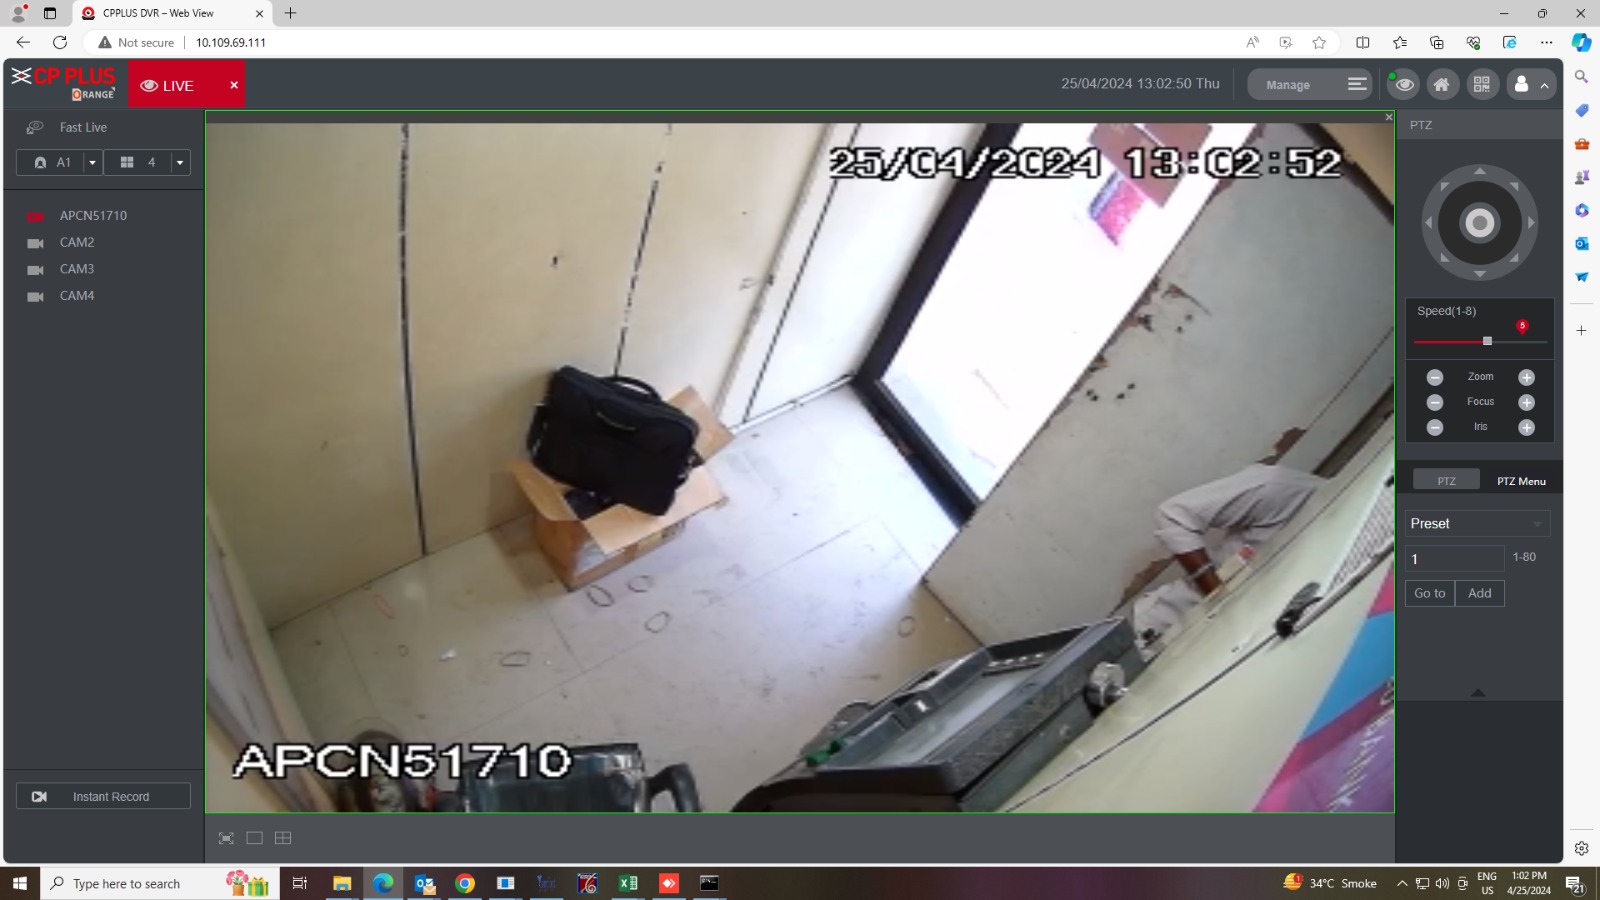 CPPLUS DVR – Web View
Not secure
10.109.69.111
CP PLUS
ORANGE
LIVE
25/04/2024 13:02:50 Thu
Manage
Fast Live
A1
4
APCN51710
CAM2
CAM3
CAM4
Instant Record
25/04/2024 13:02:52
APCN51710
PTZ
Speed(1-8)
5
Zoom
Focus
Iris
PTZ
PTZ Menu
Preset
1
1-80
Go to
Add
Type here to search
34°C Smoke
ENG
US
1:02 PM
4/25/2024
21